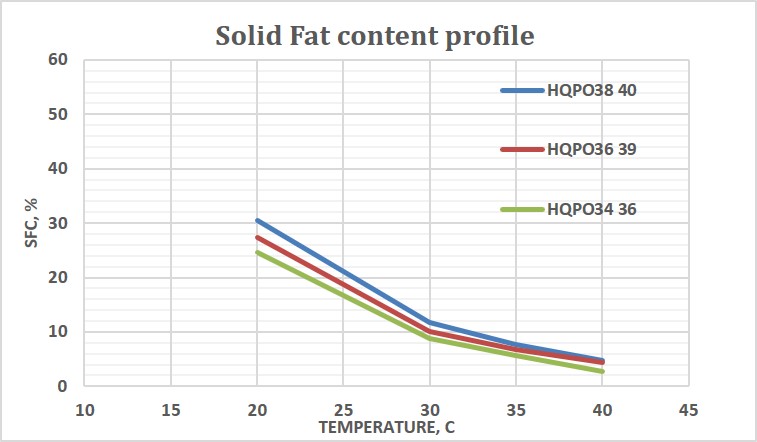 Solid Fat content profile
60
50
40
30
20
10
0
SFC, %
HQPO38 40
HQPO36 39
HQPO34 36
10 15 20 25 30 35 40 45
TEMPERATURE, C